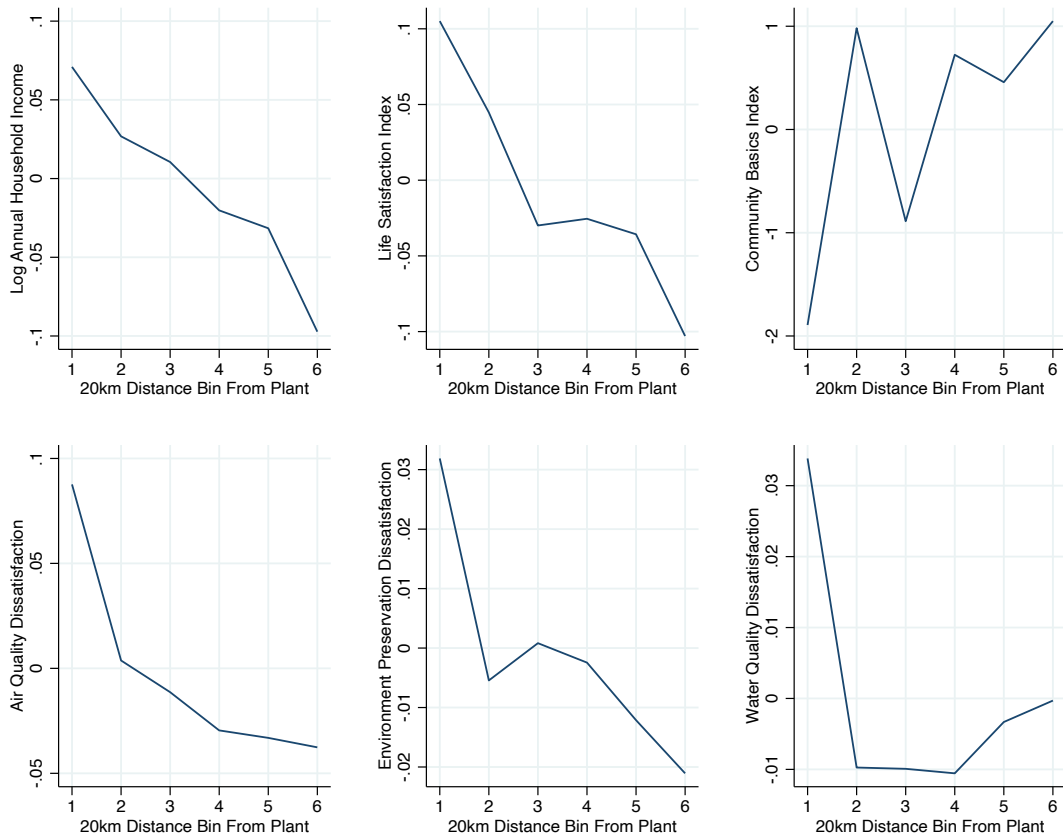 Log Annual Household Income
.1
.05
0
-.05
-.1
1 2 3 4 5 6
20km Distance Bin From Plant
Life Satisfaction Index
.1
.05
0
-.05
-.1
1 2 3 4 5 6
20km Distance Bin From Plant
Community Basics Index
1
0
-1
-2
1 2 3 4 5 6
20km Distance Bin From Plant
Air Quality Dissatisfaction
.1
.05
0
-.05
1 2 3 4 5 6
20km Distance Bin From Plant
Environment Preservation Dissatisfaction
.03
.02
.01
0
-.01
-.02
1 2 3 4 5 6
20km Distance Bin From Plant
Water Quality Dissatisfaction
.03
.02
.01
0
-.01
1 2 3 4 5 6
20km Distance Bin From Plant